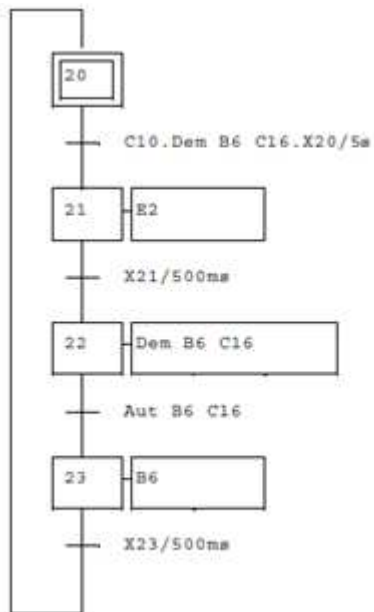 20
C10.Dem B6 C16.X20/5s
21 E2
X21/500ms
22 Dem B6 C16
Aut B6 C16
23 B6
X23/500ms